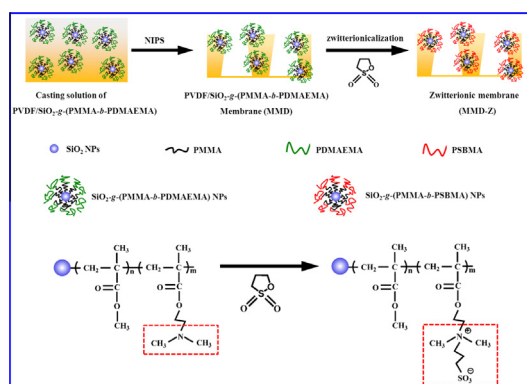 NIPS
zwitterionicalization
Casting solution of
PVDF/SiO2-g-(PMMA-b-PDMAEMA)
PVDF/SiO2-g-(PMMA-b-PDMAEMA)
Membrane (MMD)
Zwitterionic membrane
(MMD-Z)
SiO2 NPs
PMMA
PDMAEMA
PSBMA
SiO2-g-(PMMA-b-PDMAEMA) NPs
SiO2-g-(PMMA-b-PSBMA) NPs
CH3 CH3
CH2 C n CH2 C m
C O C O
O O
CH3
N
CH3 CH3
O
S
O O
CH3 CH3
CH2 C n CH2 C m
C O C O
O O
CH3
N ⊕
CH3 CH3
SO3 ⊖